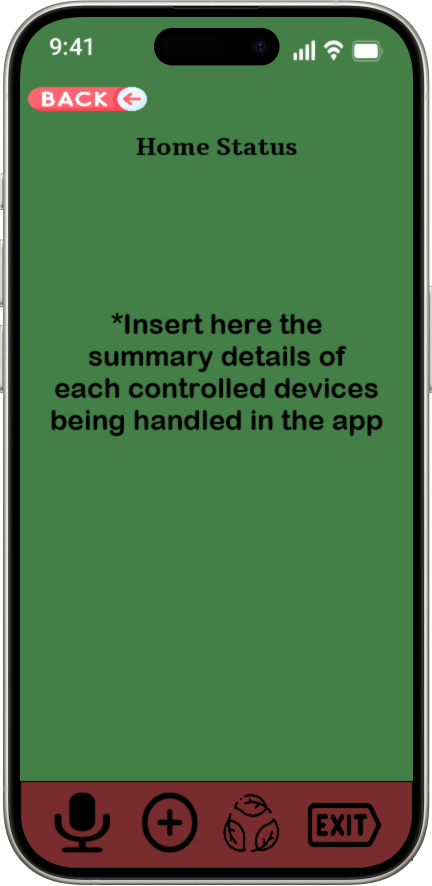 9:41
BACK
Home Status
*Insert here the
summary details of
each controlled devices
being handled in the app
EXIT